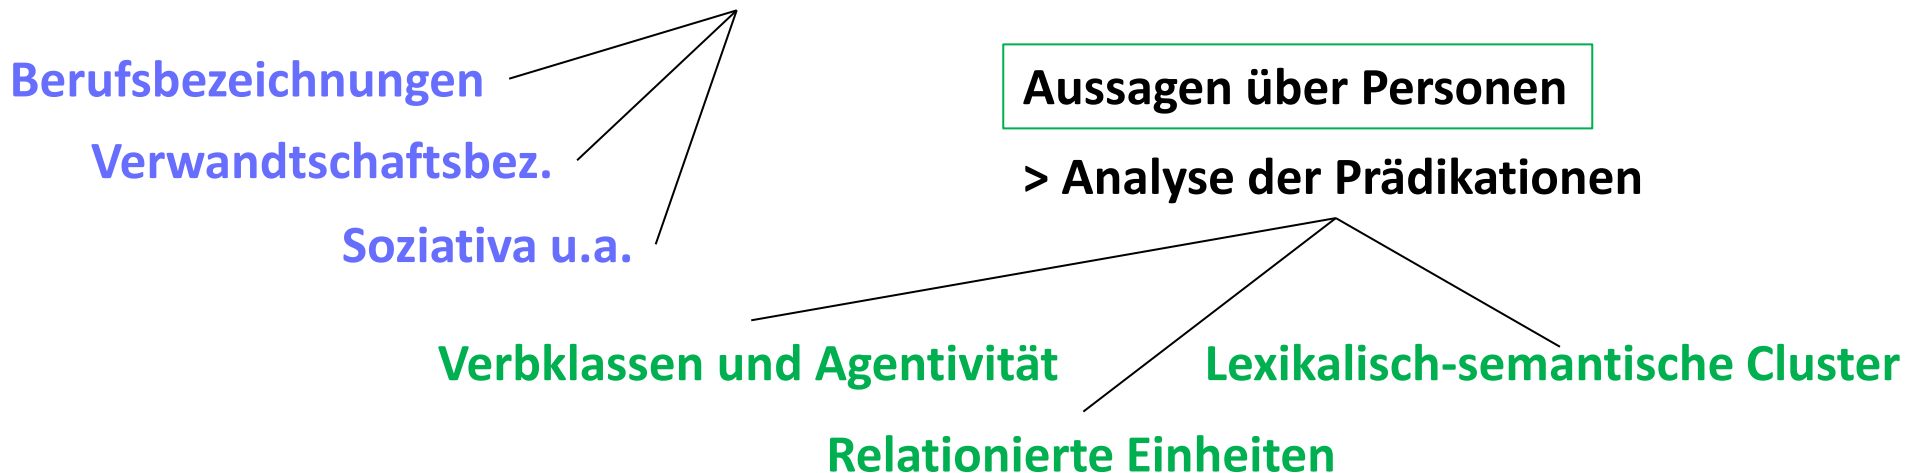 Berufsbezeichnungen
Verwandtschaftsbez.
Soziativa u.a.
Aussagen über Personen
> Analyse der Prädikationen
Verbklassen und Agentivität
Lexikalisch-semantische Cluster
Relationierte Einheiten